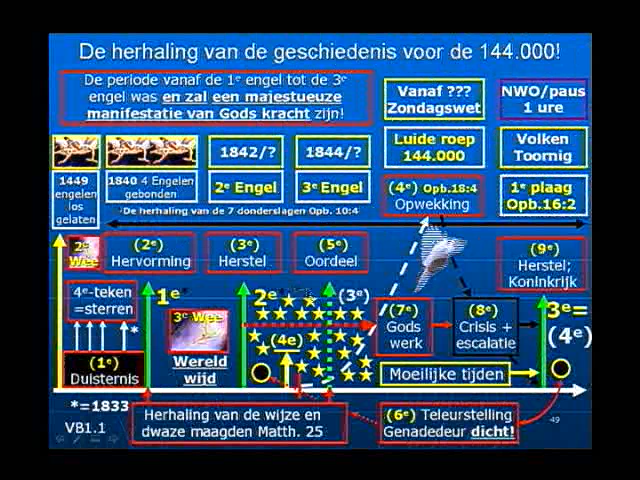 De herhaling van de geschiedenis voor de 144.000!
De periode vanaf de 1e engel tot de 3e
engel was en zal een majestueuze
manifestatie van Gods kracht zijn!
Vanaf ???
Zondagswet
NWO/paus
1 ure
1842/?
1844/?
Luide roep
144.000
Volken
Toornig
1449
engelen
los
gelaten
1840 4 Engelen
gebonden
2e Engel
3e Engel
(4e) Opb.18:4
Opwekking
1e plaag
Opb.16:2
De herhaling van de 7 donderslagen Opb. 10:4
2e
Wee
(2e)
Hervorming
(3e)
Herstel
(5e)
Oordeel
(9e)
Herstel;
Koninkrijk
4e-teken
=sterren
*
1e*
2e*
(3e)
3e Wee
(4e)
Wereld
wijd
(7e)
Gods
werk
(8e)
Crisis +
escalatie
3e=
(4e)
(1e)
Duisternis
Moeilijke tijden
*=1833
VB1.1
Herhaling van de wijze en
dwaze maagden Matth. 25
(6e) Teleurstelling
Genadedeur dicht!
49